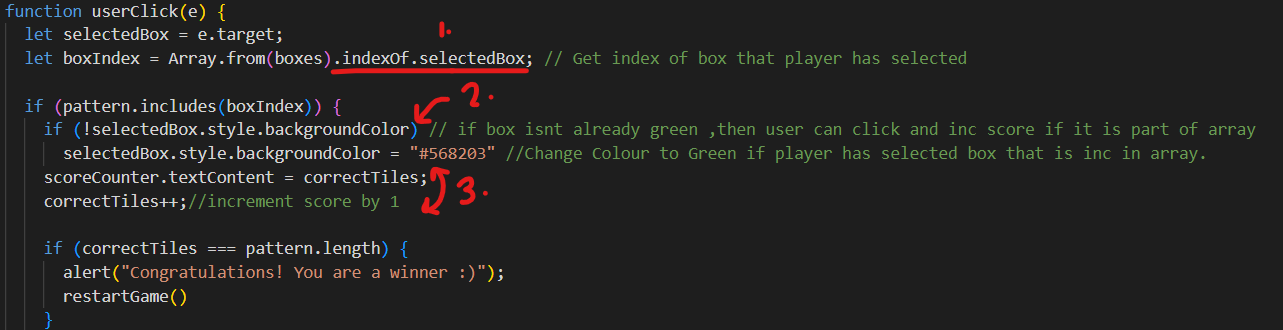 function userClick(e) {
1.
let selectedBox = e.target;
let boxIndex = Array.from(boxes).indexOf.selectedBox; // Get index of box that player has selected
2.
if (pattern.includes(boxIndex)) {
if (!selectedBox.style.backgroundColor) // if box isnt already green ,then user can click and inc score if it is part of array
selectedBox.style.backgroundColor = "#568203" //Change Colour to Green if player has selected box that is inc in array.
scoreCounter.textContent = correctTiles;
3.
correctTiles++;//increment score by 1
if (correctTiles === pattern.length) {
alert("Congratulations! You are a winner :)");
restartGame()
}